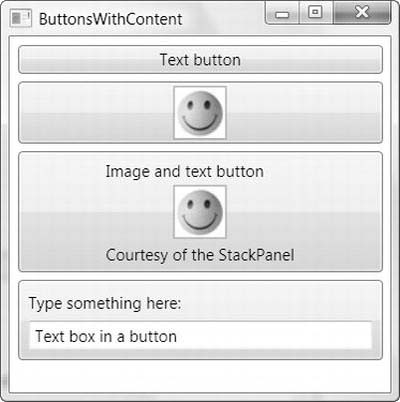 ButtonsWithContent
Text button
Image and text button
Courtesy of the StackPanel
Type something here:
Text box in a button